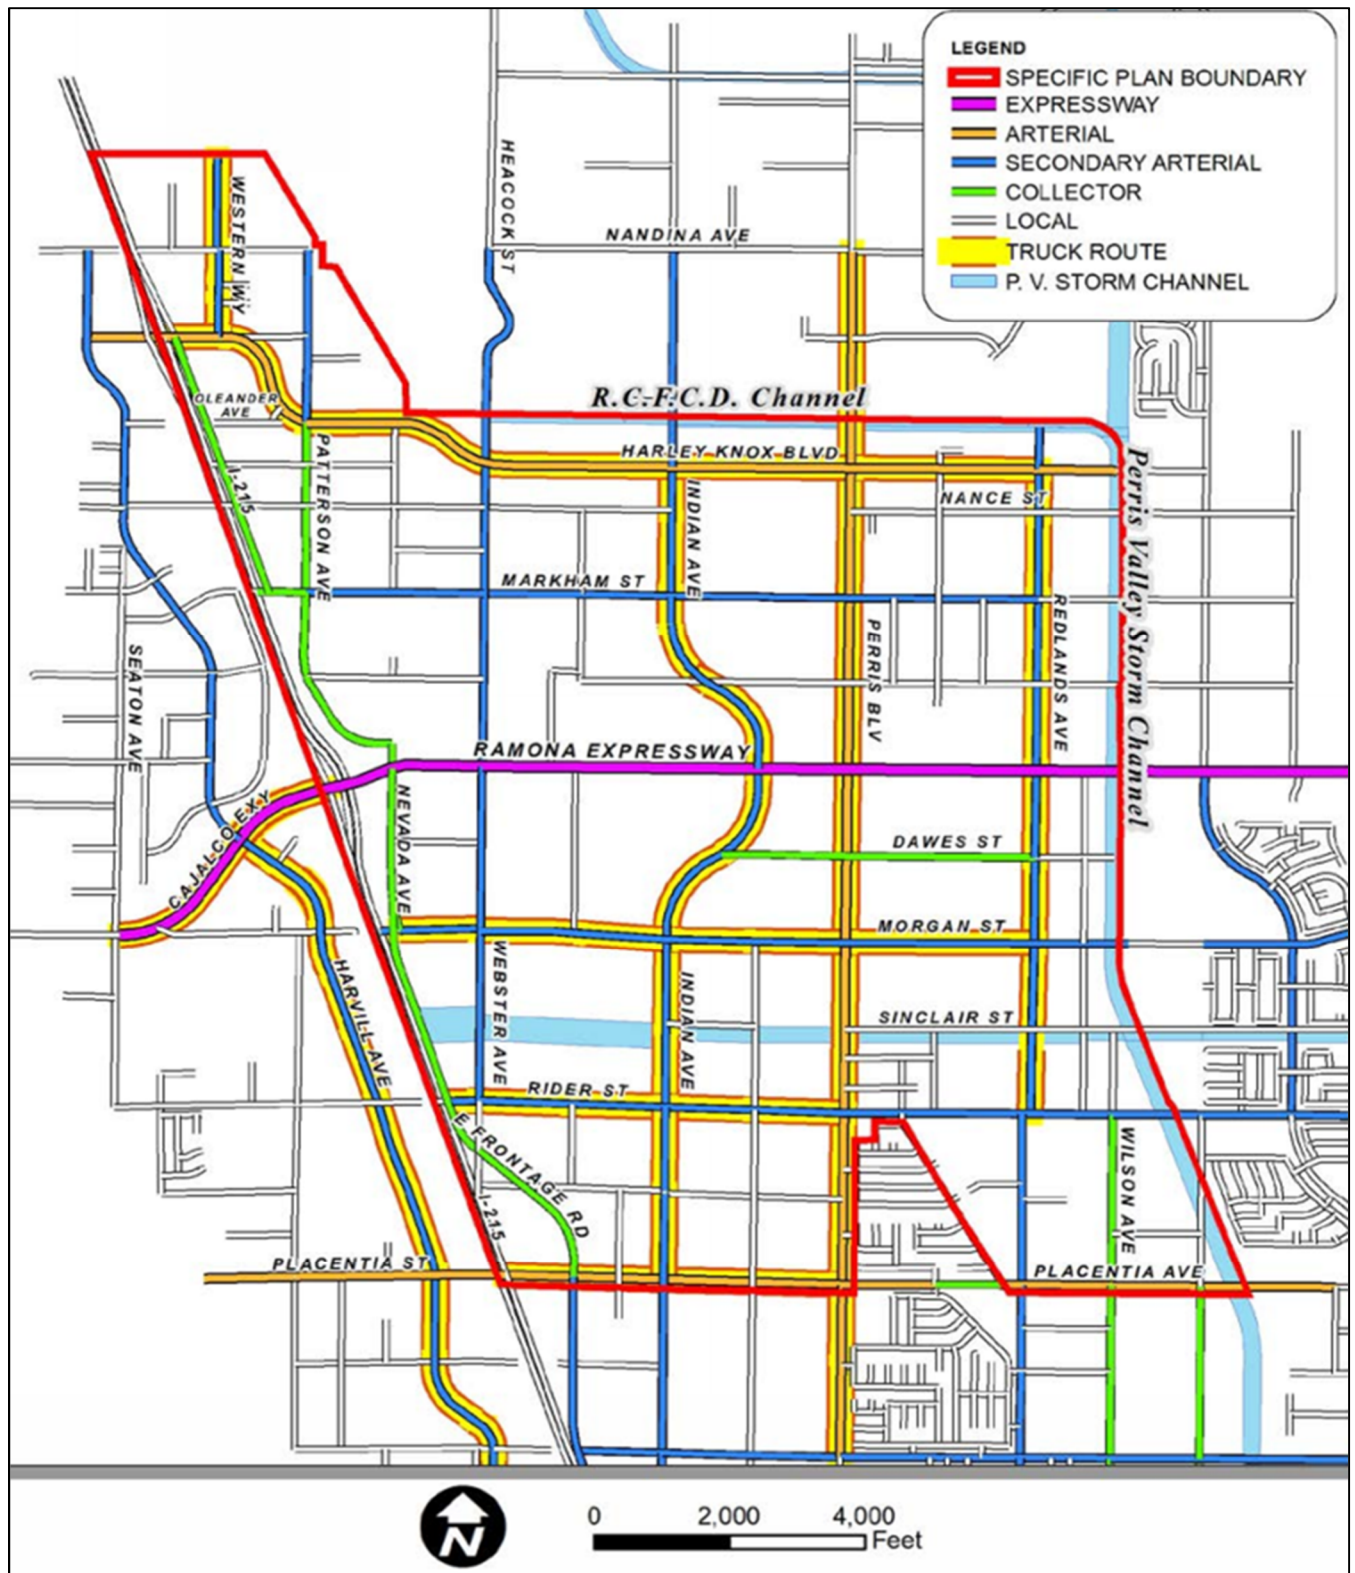 LEGEND
SPECIFIC PLAN BOUNDARY
EXPRESSWAY
ARTERIAL
SECONDARY ARTERIAL
COLLECTOR
LOCAL
TRUCK ROUTE
P. V. STORM CHANNEL
HEACOCK ST
WESTERN WY
NANDINA AVE
R.C.F.C.D. Channel
OLEANDER
AVE
HARLEY KNOX BLVD
PATTERSON AVE
I-215
INDIAN AVE
NANCE ST
Perris Valley Storm Channel
MARKHAM ST
REDLANDS AVE
PERRIS BLV
SEATON AVE
RAMONA EXPRESSWAY
CAJALCO EXY
NEVADA AVE
DAWES ST
MORGAN ST
WEBSTER AVE
HARVILL AVE
INDIAN AVE
SINCLAIR ST
RIDER ST
E FRONTAGE RD
WILSON AVE
I-215
PLACENTIA ST
PLACENTIA AVE
N
0 2,000 4,000
Feet